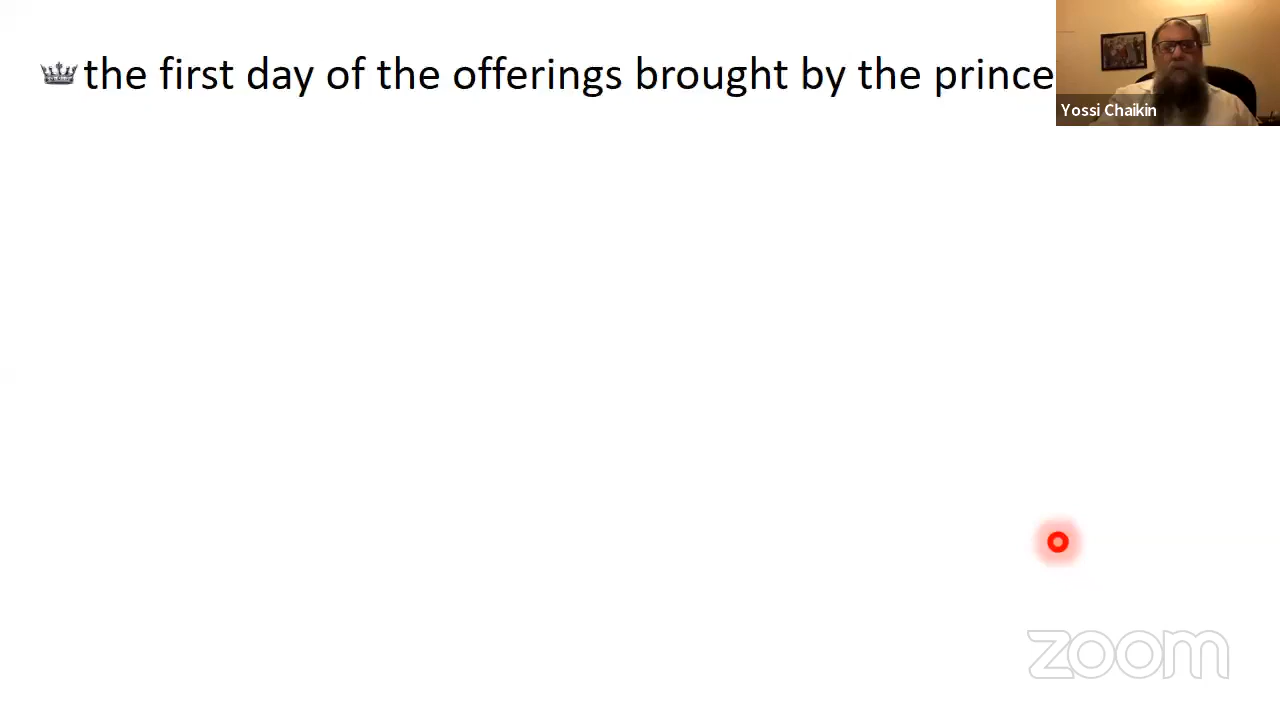 the first day of the offerings brought by the prince
Yossi Chaikin
zoom